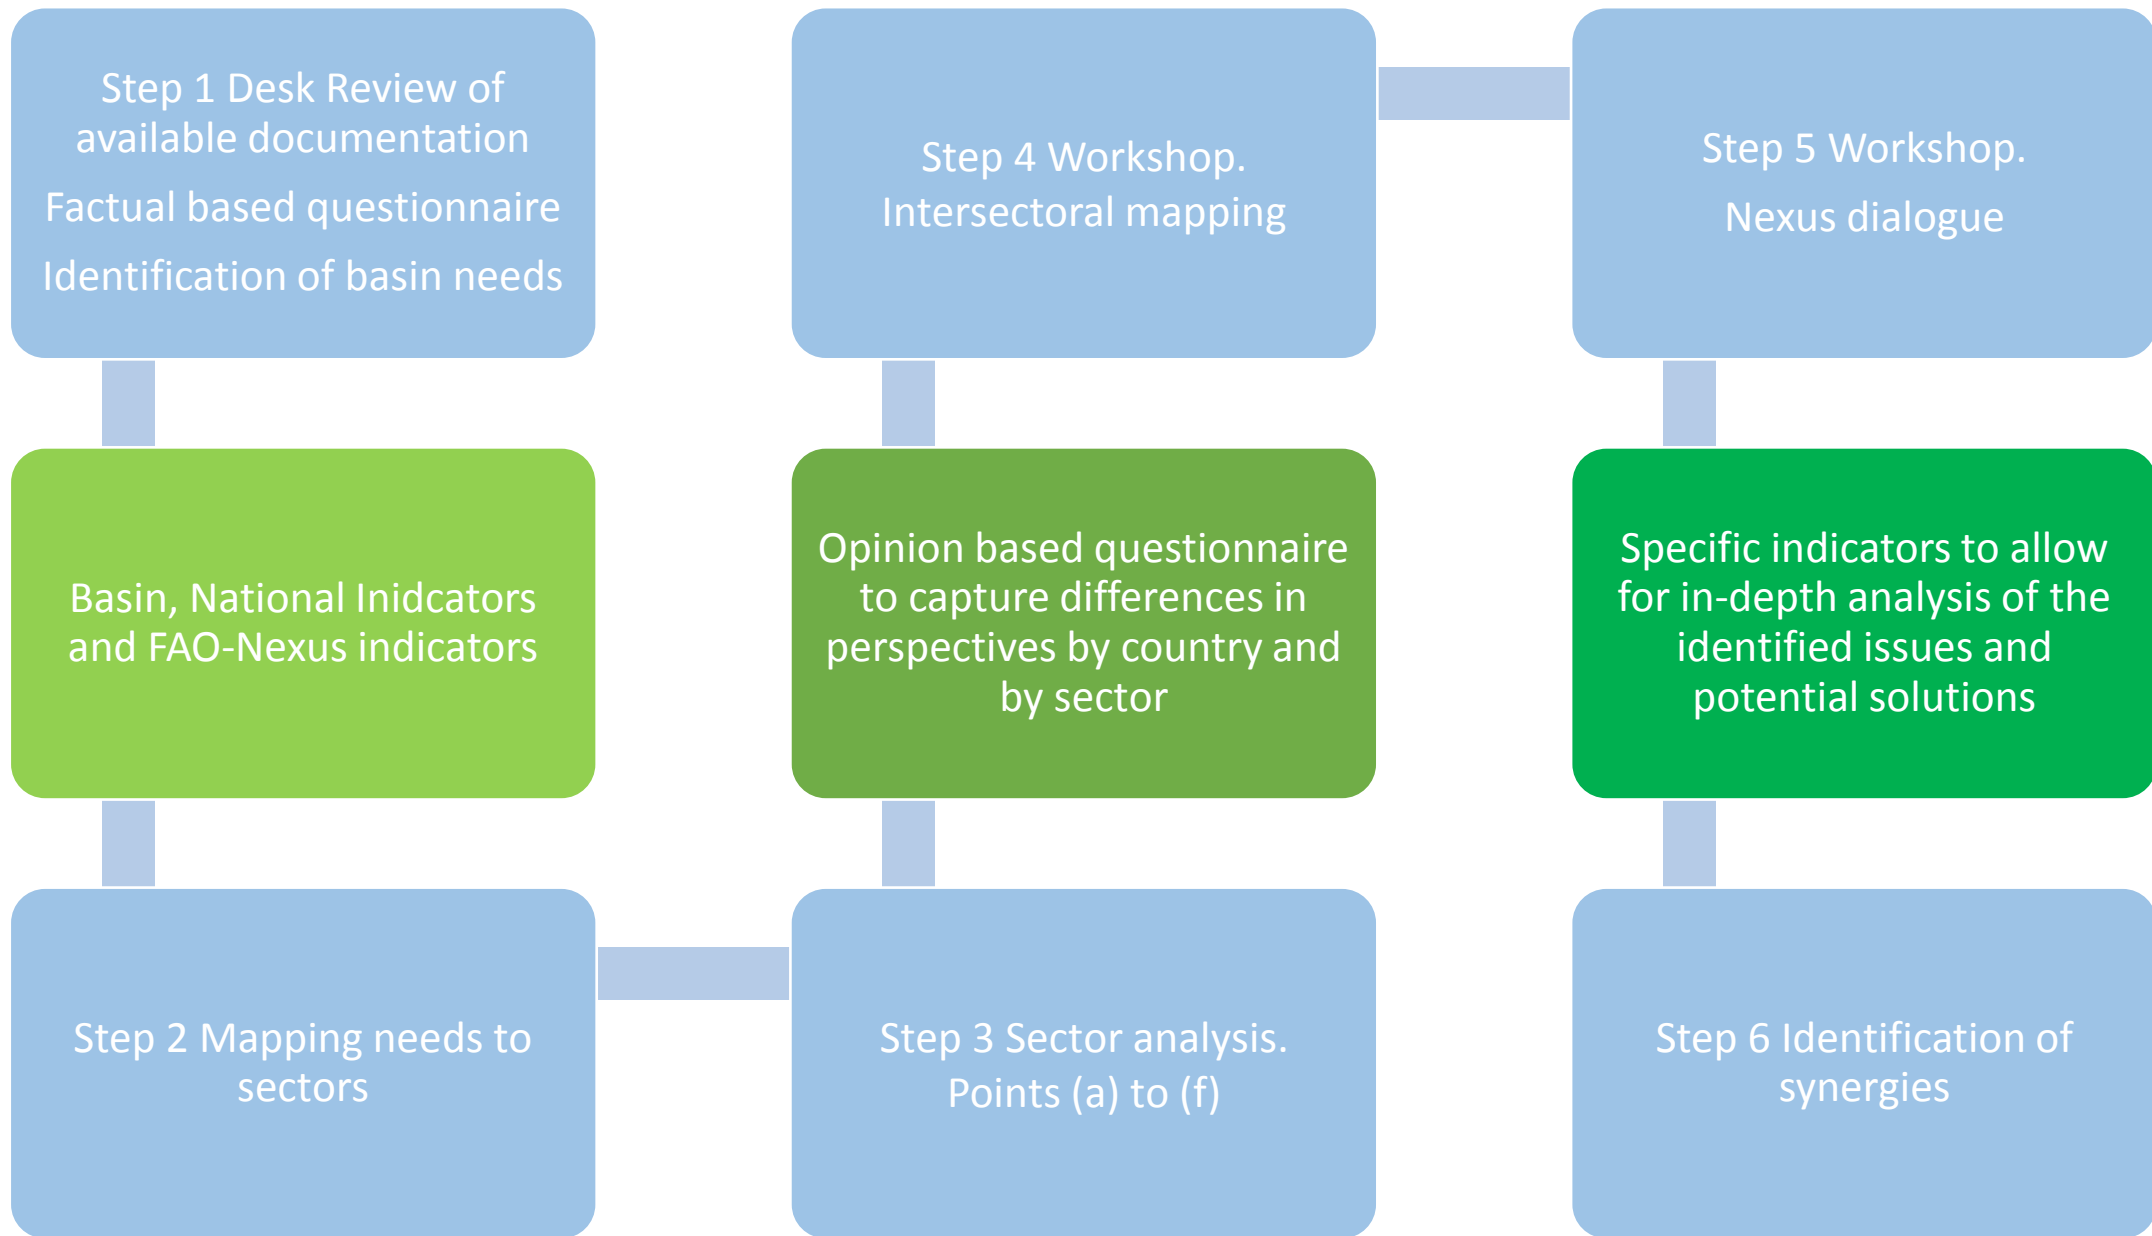 Step 1 Desk Review of
available documentation
Factual based questionnaire
Identification of basin needs
Basin, National Inidcators
and FAO-Nexus indicators
Step 2 Mapping needs to
sectors
Step 3 Sector analysis.
Points (a) to (f)
Opinion based questionnaire
to capture differences in
perspectives by country and
by sector
Step 4 Workshop.
Intersectoral mapping
Step 5 Workshop.
Nexus dialogue
Specific indicators to allow
for in-depth analysis of the
identified issues and
potential solutions
Step 6 Identification of
synergies